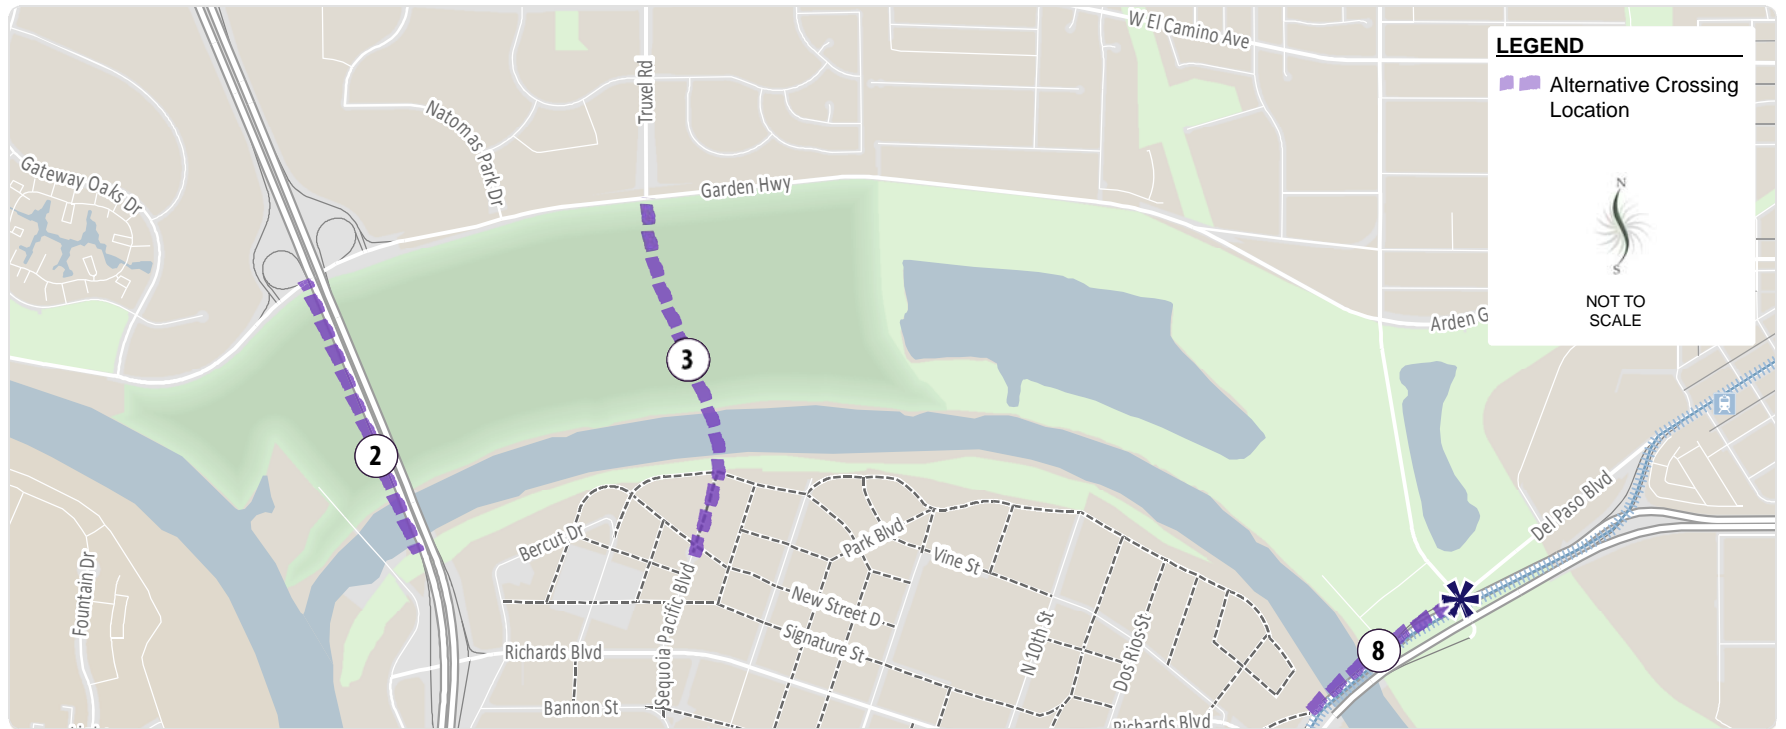 W El Camino Ave
LEGEND
Alternative Crossing
Location
N
S
NOT TO
SCALE
Truxel Rd
Natomas Park Dr
Gateway Oaks Dr
Garden Hwy
Arden G
3
2
Del Paso Blvd
Bercut Dr
Park Blvd
Vine St
Fountain Dr
New Street D
Signature St
Sequoia Pacific Blvd
N 10th St
Dos Rios St
8
Richards Blvd
Bannon St
Richards Blvd